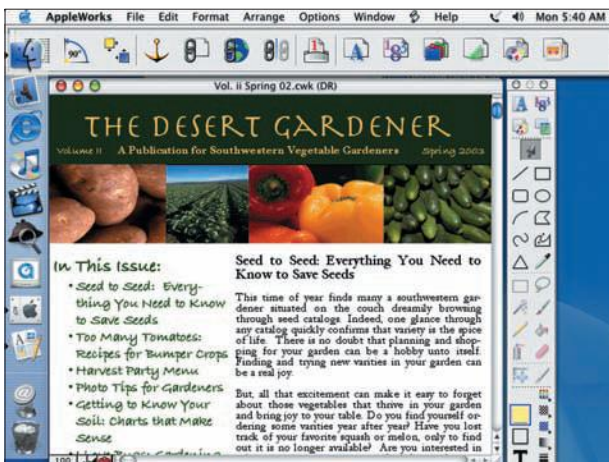 AppleWorks File Edit Format Arrange Options Window Help Mon 5:40 AM
Vol. ii Spring 02.cwk (DR)
THE DESERT GARDENER
Volume II A Publication for Southwestern Vegetable Gardeners Spring 2002
In This Issue:
• Seed to Seed: Every-
thing You Need to Know
to Save Seeds
• Too Many Tomatoes:
Recipes for Bumper Crops
• Harvest Party Menu
• Photo Tips for Gardeners
• Getting to Know Your
Soil: Charts that Make
Sense
Seed to Seed: Everything You Need to
Know to Save Seeds
This time of year finds many a southwestern gar-
dener situated on the couch dreamily browsing
through seed catalogs. Indeed, one glance through
any catalog quickly confirms that variety is the spice
of life. There is no doubt that planning and shop-
ping for your garden can be a hobby unto itself.
Finding and trying new varities in your garden can
be a real joy.
But, all that excitement can make it easy to forget
about those vegetables that thrive in your garden
and bring joy to your table. Do you find yourself or-
dering some varities year after year? Have you lost
track of your favorite squash or melon, only to find
out it is no longer available? Are you interested in
100